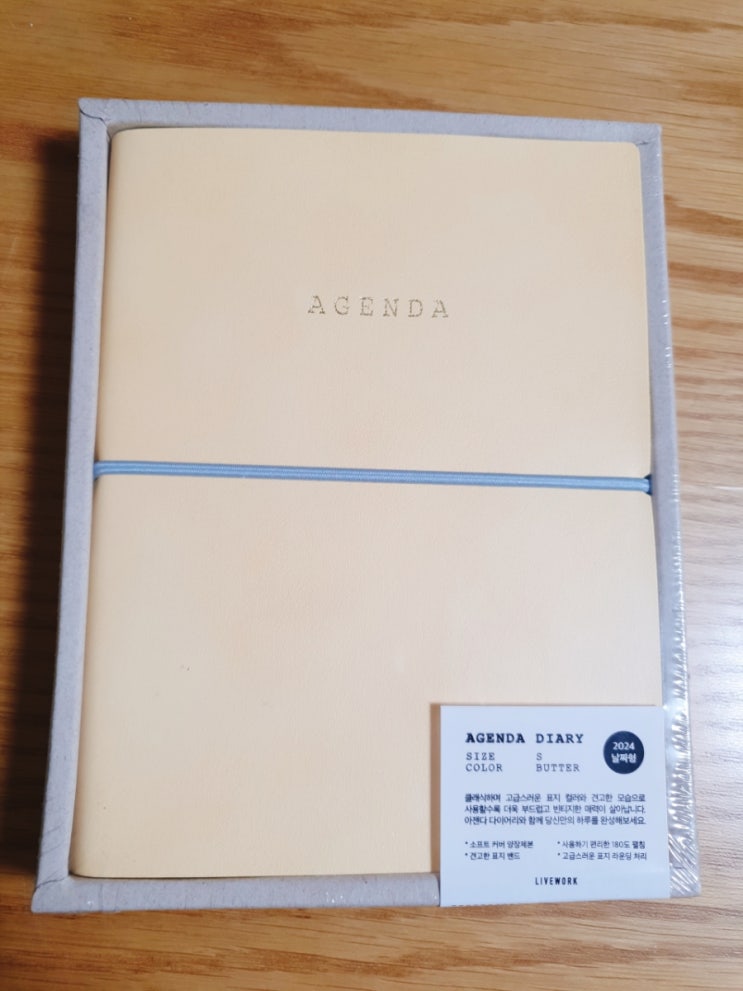 AGENDA
AGENDA DIARY
2024
날짜형
SIZE S
COLOR BUTTER
클래식하며 고급스러운 표지 컬러와 견고한 모습으로
사용할수록 더욱 부드럽고 빈티지한 매력이 살아납니다.
아젠다 다이어리와 함께 당신만의 하루를 완성해보세요.
* 소프트 커버 양장제본 * 사용하기 편리한 180도 펼침
* 견고한 표지 밴드 * 고급스러운 표지 라운딩 처리
LIVEWORK